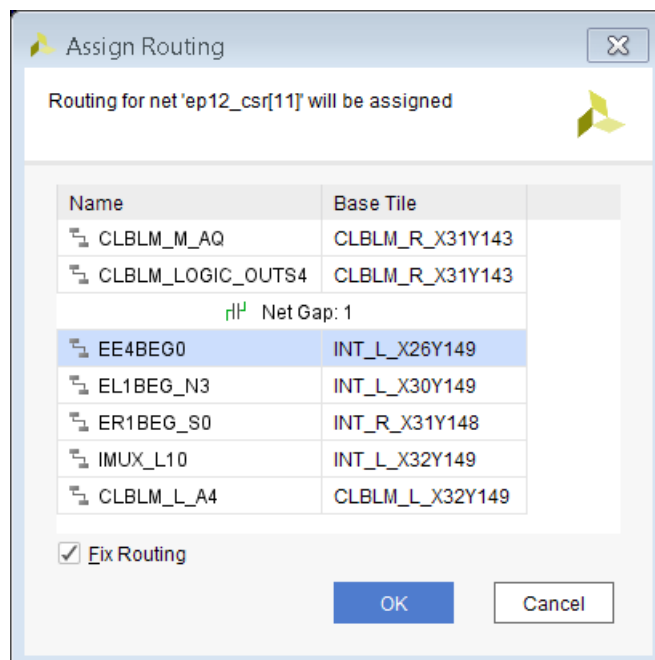 Assign Routing
Routing for net 'ep12_csr[11]' will be assigned
Name Base Tile
CLBLM_M_AQ CLBLM_R_X31Y143
CLBLM_LOGIC_OUTS4 CLBLM_R_X31Y143
Net Gap: 1
EE4BEG0 INT_L_X26Y149
EL1BEG_N3 INT_L_X30Y149
ER1BEG_S0 INT_R_X31Y148
IMUX_L10 INT_L_X32Y149
CLBLM_L_A4 CLBLM_L_X32Y149
Fix Routing
OK Cancel